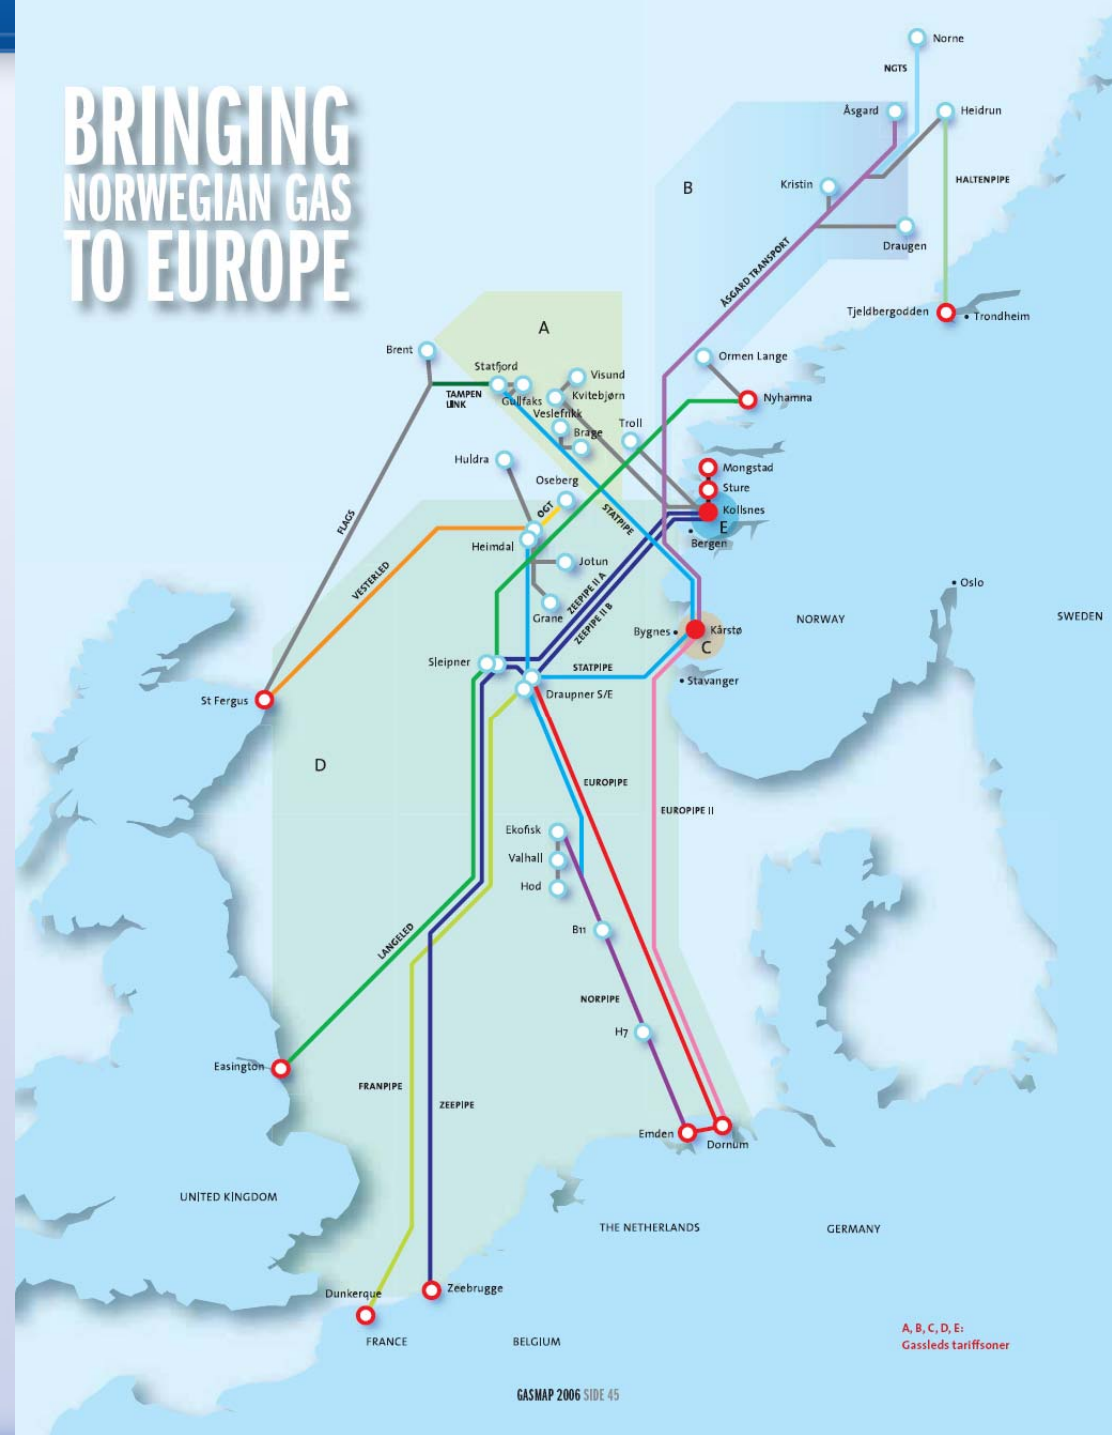 BRINGING
NORWEGIAN GAS
TO EUROPE
Norne
NGTS
Åsgard
Heidrun
HALTENPIPE
B
Kristin
Draugen
ÅSGARD TRANSPORT
Tjeldbergodden
Trondheim
A
Brent
Statfjord
Ormen Lange
Visund
TAMPEN
LINK
Gullfaks
Kvitebjørn
Nyhamna
Veslefrikk
Troll
Brage
Huldra
Mongstad
Oseberg
Sture
OGT
STATPIPE
Kollsnes
E
FLAGS
Heimdal
Bergen
VESTERLED
Jotun
ZEEPIPE II A
Oslo
Grane
ZEEPIPE II B
NORWAY
SWEDEN
Bygnes
Kårstø
C
Sleipner
STATPIPE
Stavanger
St Fergus
Draupner S/E
D
EUROPIPE
EUROPIPE II
Ekofisk
Valhall
Hod
B11
LANGELED
NORPIPE
H7
Easington
FRANPIPE
ZEEPIPE
Emden
Dornum
UNITED KINGDOM
THE NETHERLANDS
GERMANY
Dunkerque
Zeebrugge
FRANCE
BELGIUM
A, B, C, D, E:
Gassleds tariffsoner
GASMAP 2006 SIDE 45